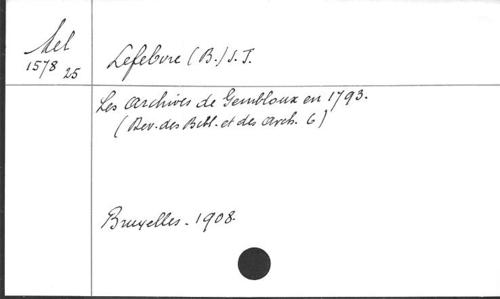 Mel
1578 25
Lefebvre (B.) S. J.
Les archives de Gembloux en 1793.
(Rev. des Bibl. et des Arch. 6)
Bruxelles - 1908.